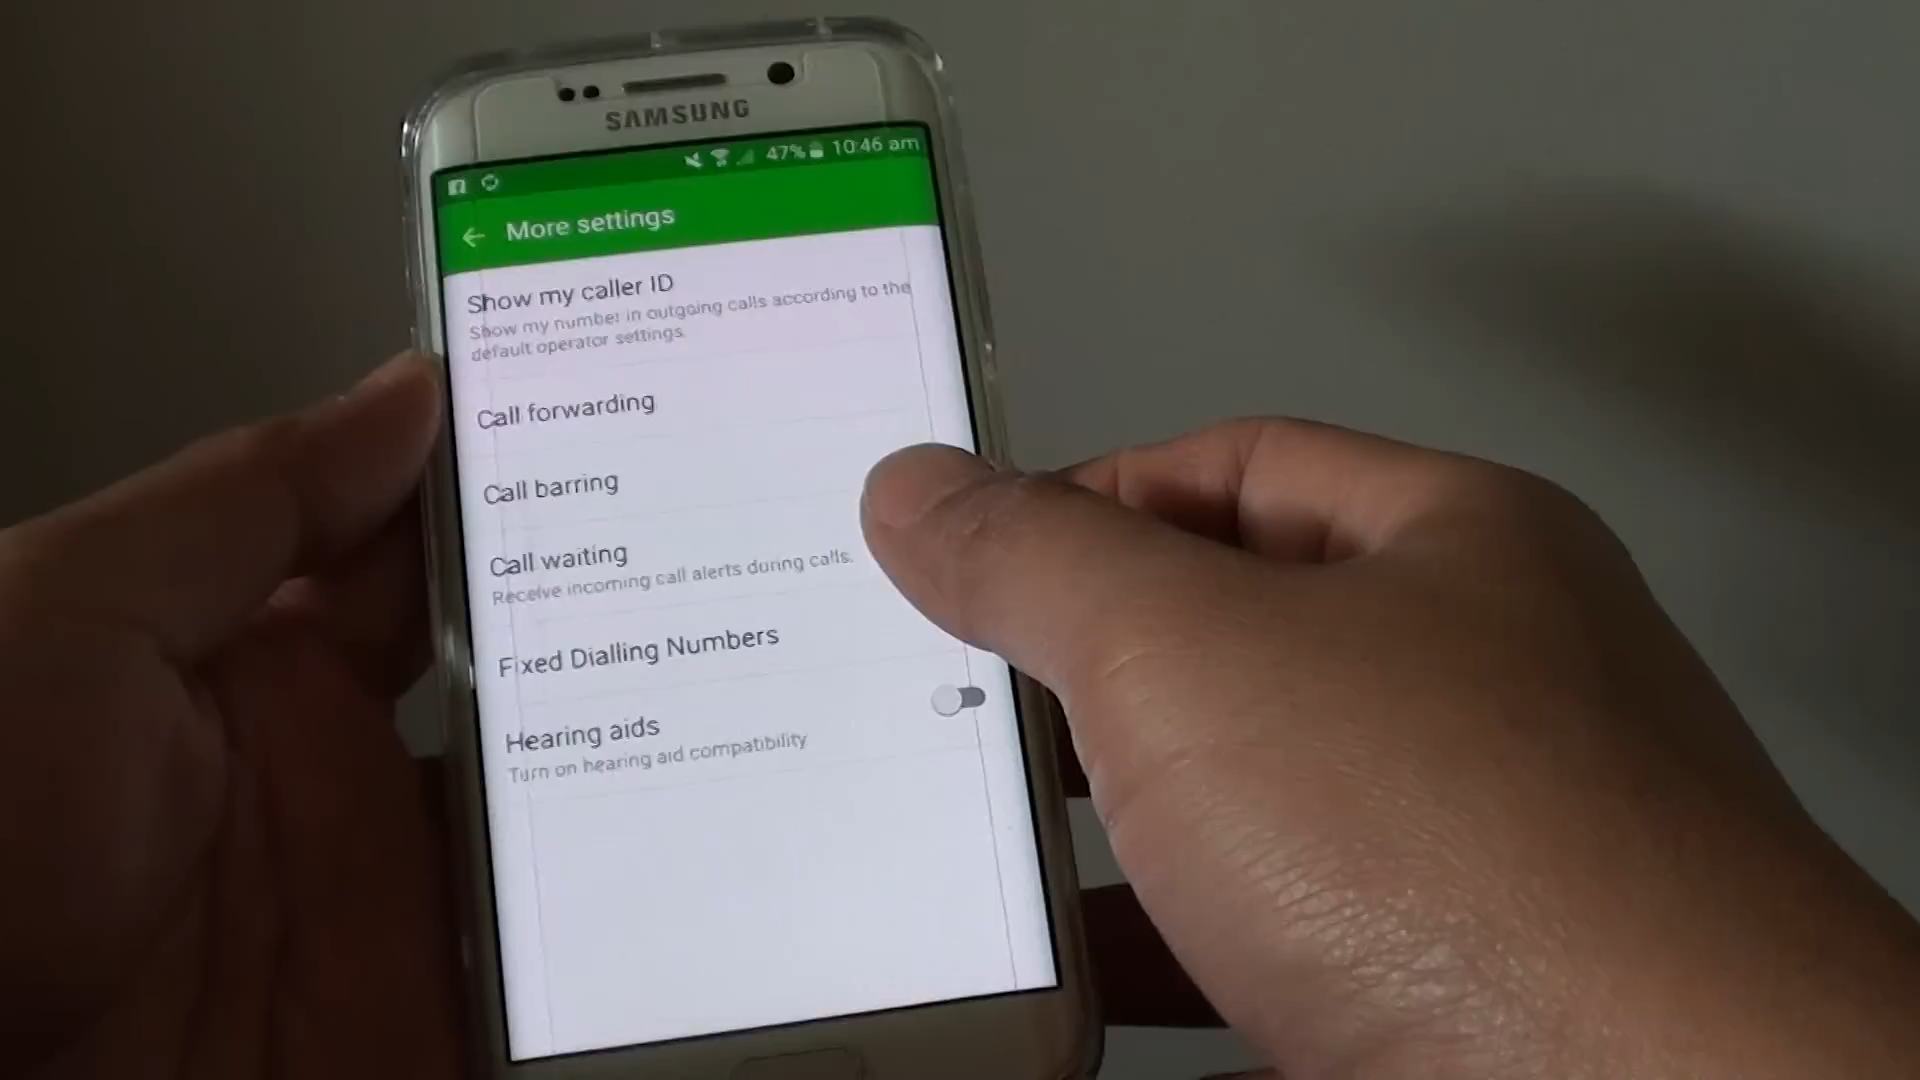 SAMSUNG
47% 10:46 am
More settings
Show my caller ID
Show my number in outgoing calls according to the
default operator settings.
Call forwarding
Call barring
Call waiting
Receive incoming call alerts during calls.
Fixed Dialling Numbers
Hearing aids
Turn on hearing aid compatibility